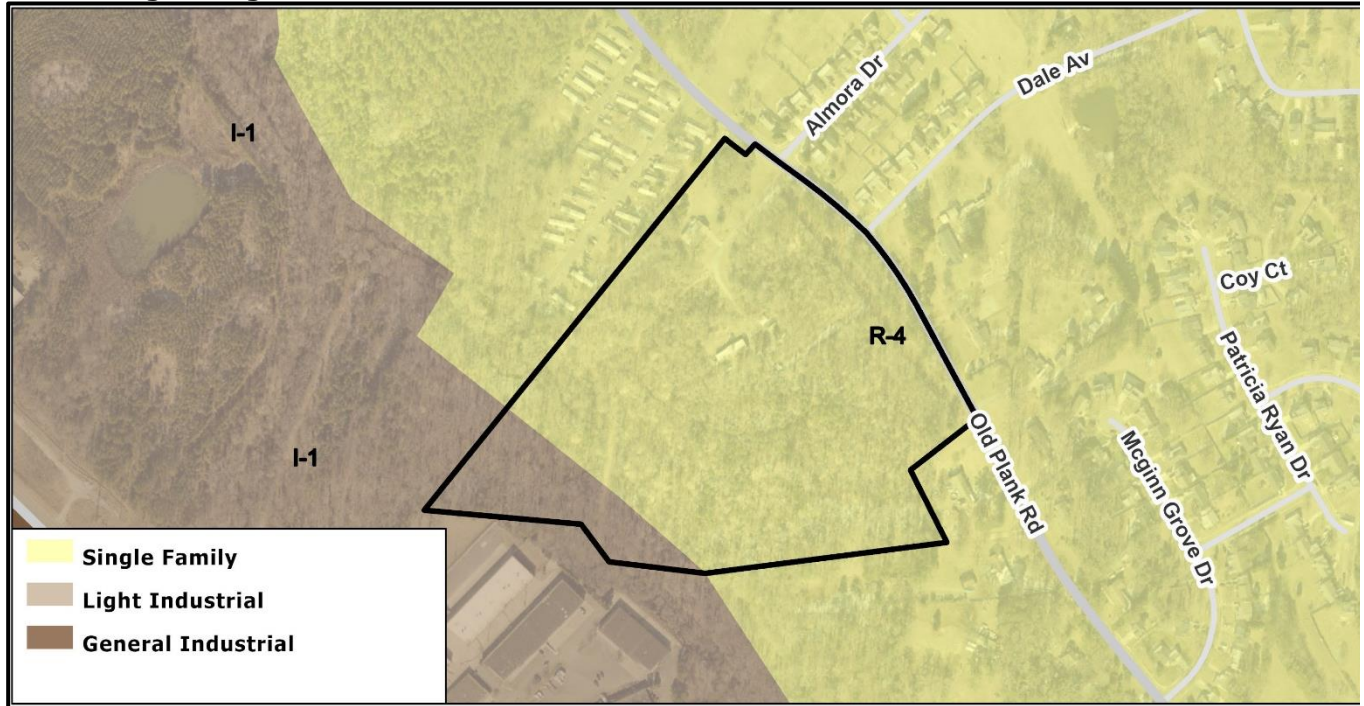 I-1
Almora Dr
Dale Av
Coy Ct
R-4
Patricia Ryan Dr
Old Plank Rd
Mcginn Grove Dr
I-1
Single Family
Light Industrial
General Industrial